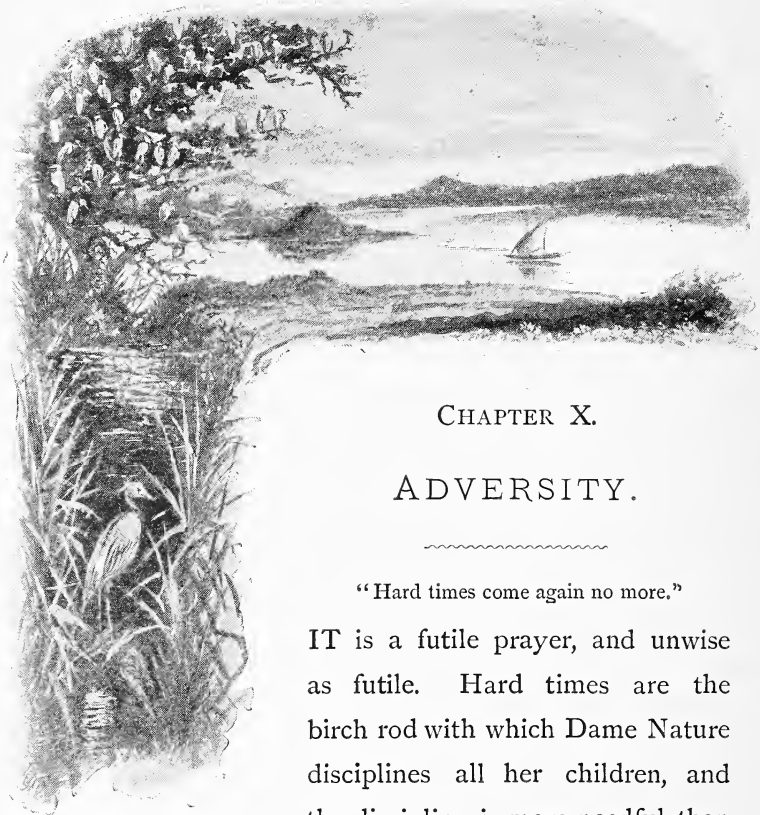 CHAPTER X.
ADVERSITY.
"Hard times come again no more."
IT is a futile prayer, and unwise
as futile. Hard times are the
birch rod with which Dame Nature
disciplines all her children, and